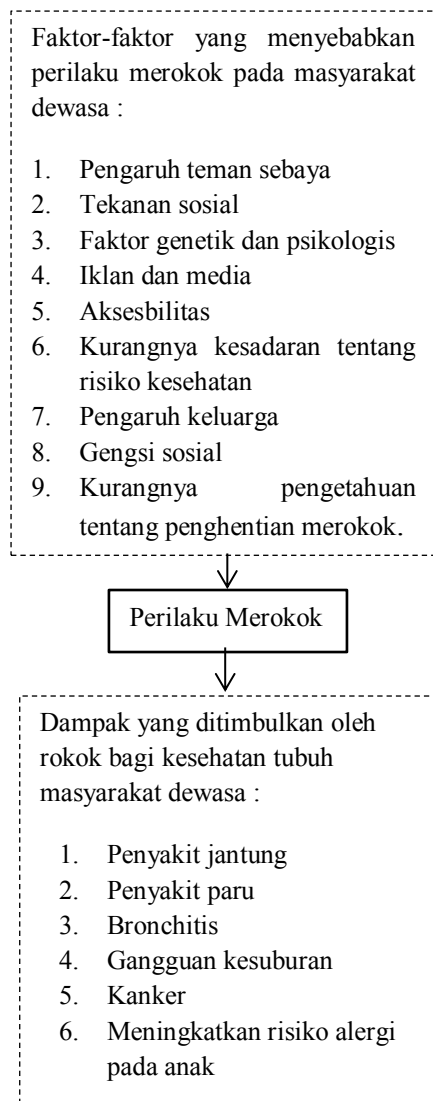 Faktor-faktor yang menyebabkan
perilaku merokok pada masyarakat
dewasa :
1. Pengaruh teman sebaya
2. Tekanan sosial
3. Faktor genetik dan psikologis
4. Iklan dan media
5. Aksesbilitas
6. Kurangnya kesadaran tentang
risiko kesehatan
7. Pengaruh keluarga
8. Gengsi sosial
9. Kurangnya pengetahuan
tentang penghentian merokok.
Perilaku Merokok
Dampak yang ditimbulkan oleh
rokok bagi kesehatan tubuh
masyarakat dewasa :
1. Penyakit jantung
2. Penyakit paru
3. Bronchitis
4. Gangguan kesuburan
5. Kanker
6. Meningkatkan risiko alergi
pada anak